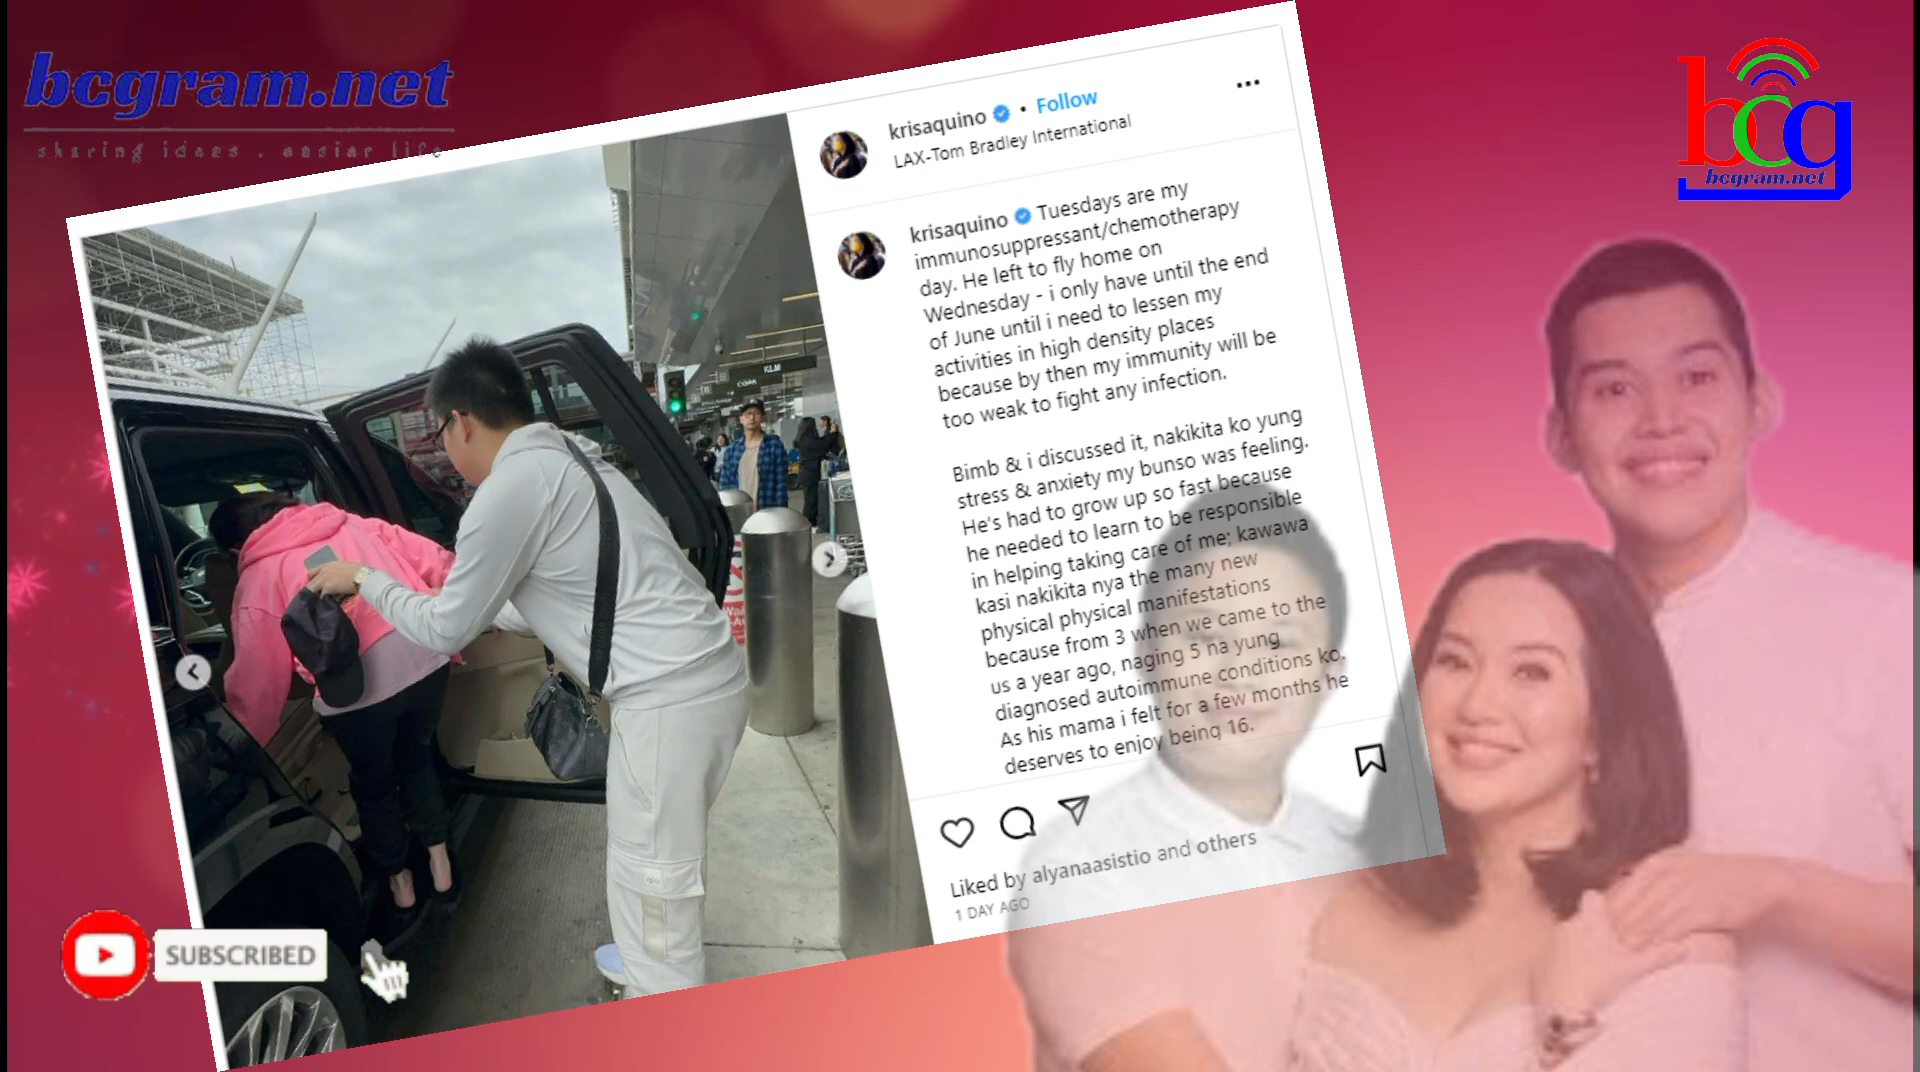 bcgram.net
sharing ideas . easier life
krisaquino • Follow
LAX-Tom Bradley International
krisaquino Tuesdays are my
immunosuppressant/chemotherapy
day. He left to fly home on
Wednesday - i only have until the end
of June until i need to lessen my
activities in high density places
because by then my immunity will be
too weak to fight any infection.
Bimb & i discussed it, nakikita ko yung
stress & anxiety my bunso was feeling.
He's had to grow up so fast because
he needed to learn to be responsible
in helping taking care of me; kawawa
kasi nakikita nya the many new
physical physical manifestations
because from 3 when we came to the
us a year ago, naging 5 na yung
diagnosed autoimmune conditions ko.
As his mama i felt for a few months he
deserves to enjoy being 16.
Liked by alyanaasistio and others
1 DAY AGO
KLM
SUBSCRIBED
bcg
bcgram.net